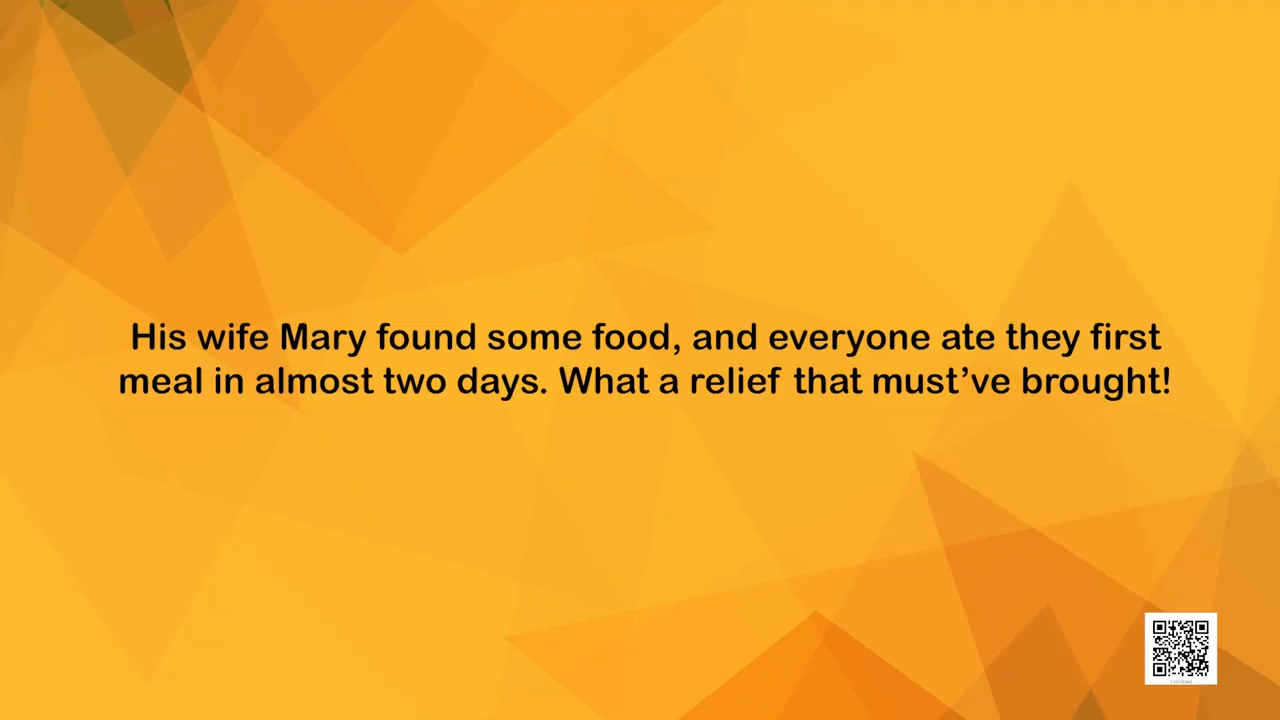 His wife Mary found some food, and everyone ate they first
meal in almost two days. What a relief that must’ve brought!